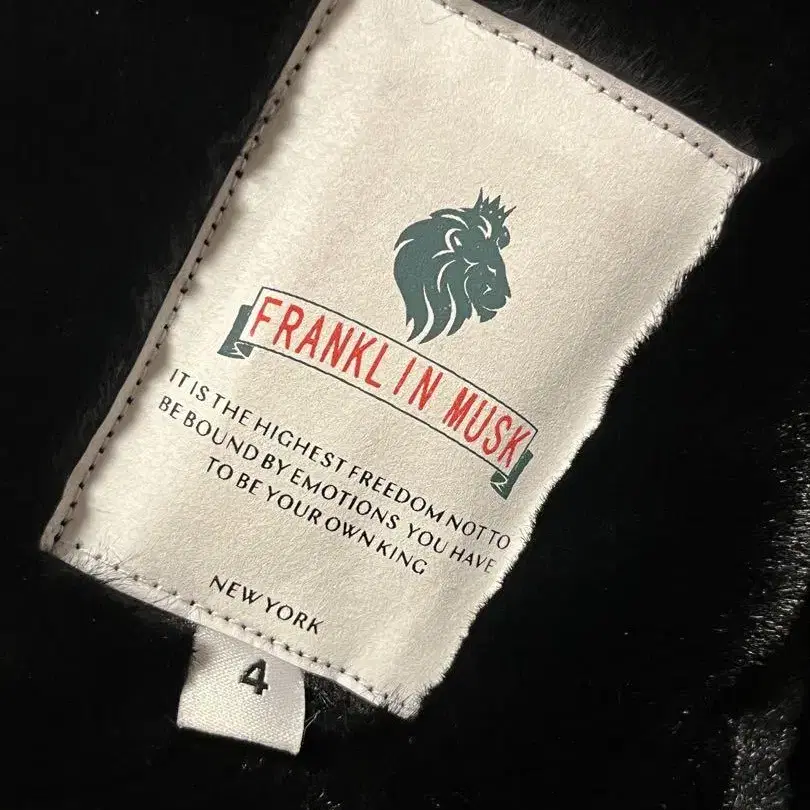 FRANKLIN MUSK
IT IS THE HIGHEST FREEDOM NOT TO
BE BOUND BY EMOTIONS YOU HAVE
TO BE YOUR OWN KING
NEW YORK
4